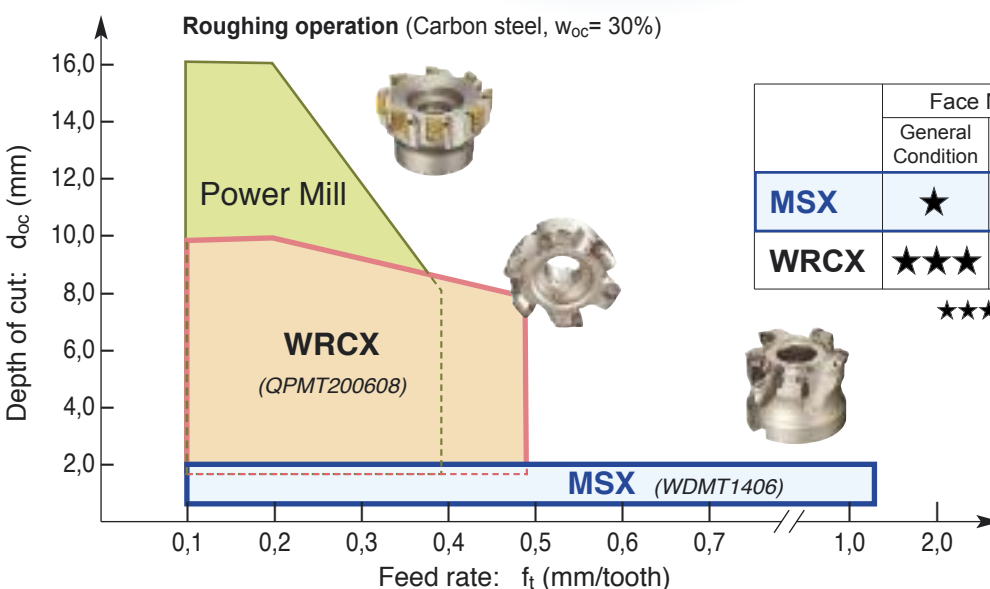 Roughing operation (Carbon steel, woc= 30%)
Depth of cut: doc (mm)
16,0
14,0
12,0
10,0
8,0
6,0
4,0
2,0
Power Mill
WRCX
(QPMT200608)
MSX (WDMT1406)
0,1 0,2 0,3 0,4 0,5 0,6 0,7 1,0 2,0
Feed rate: ft (mm/tooth)
Face
General
Condition
MSX ★
WRCX ★★★
★★★